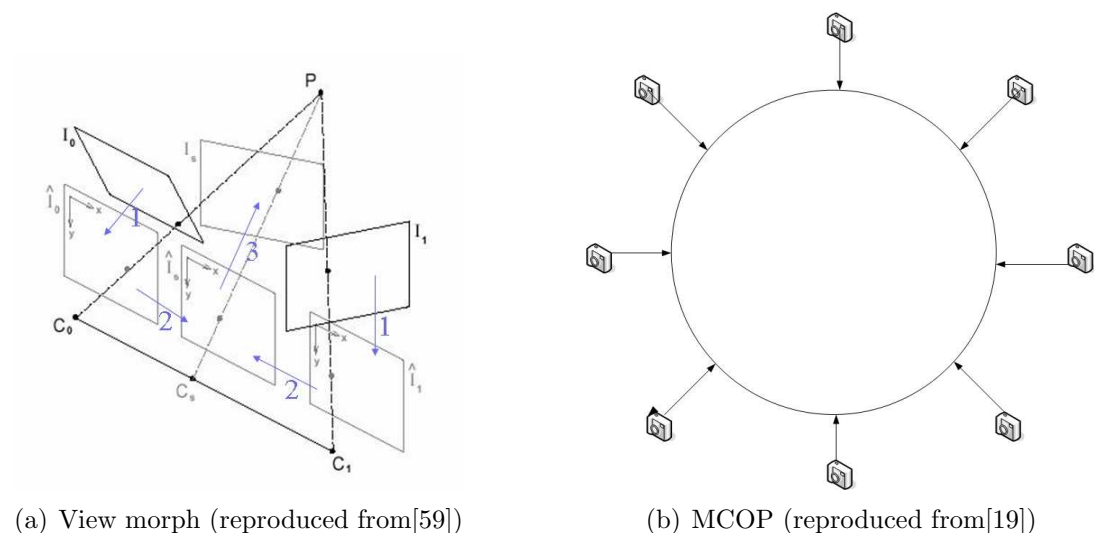 P
I₀
Iₛ
Î₀
x
y
1
3
I₁
Îₛ
x
y
C₀
2
1
x
y
2
Î₁
Cₛ
C₁
(a) View morph (reproduced from[59])
(b) MCOP (reproduced from[19])